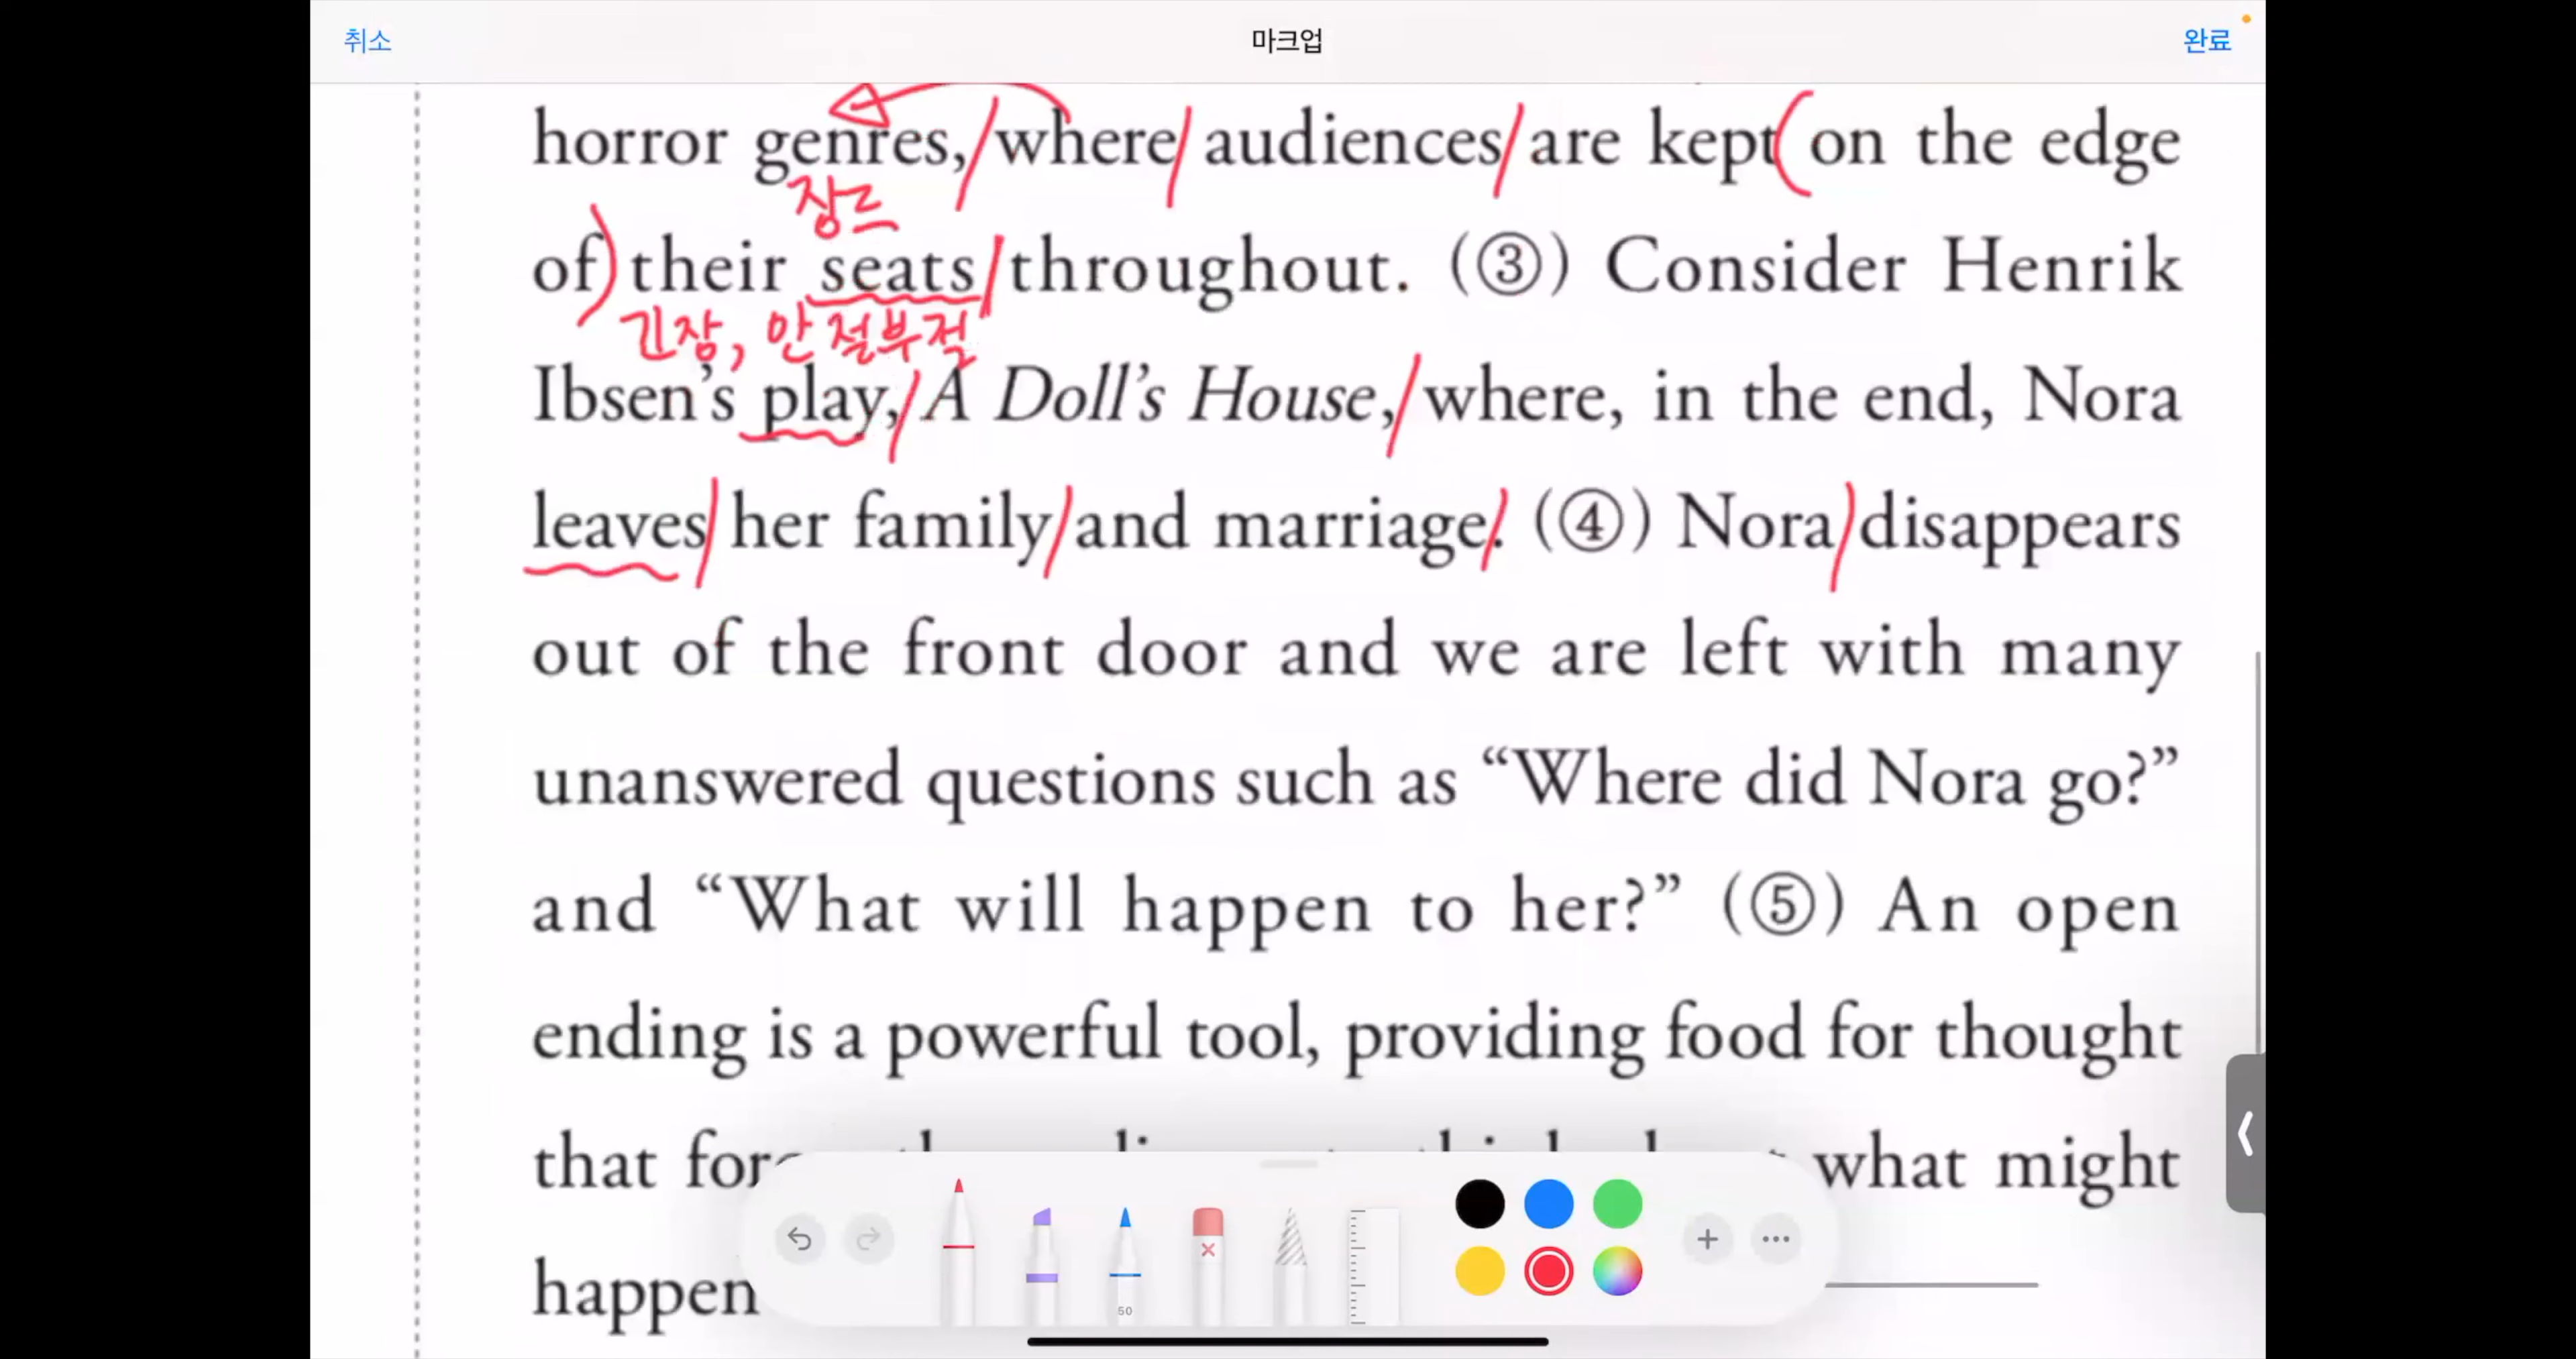 취소
마크업
완료
horror genres, where audiences are kept on the edge
장르
of their seats throughout. (③) Consider Henrik
긴장, 안절부절
Ibsen’s play, A Doll’s House, where, in the end, Nora
leaves her family and marriage. (④) Nora disappears
out of the front door and we are left with many
unanswered questions such as “Where did Nora go?”
and “What will happen to her?” (⑤) An open
ending is a powerful tool, providing food for thought
that what might
happen
50